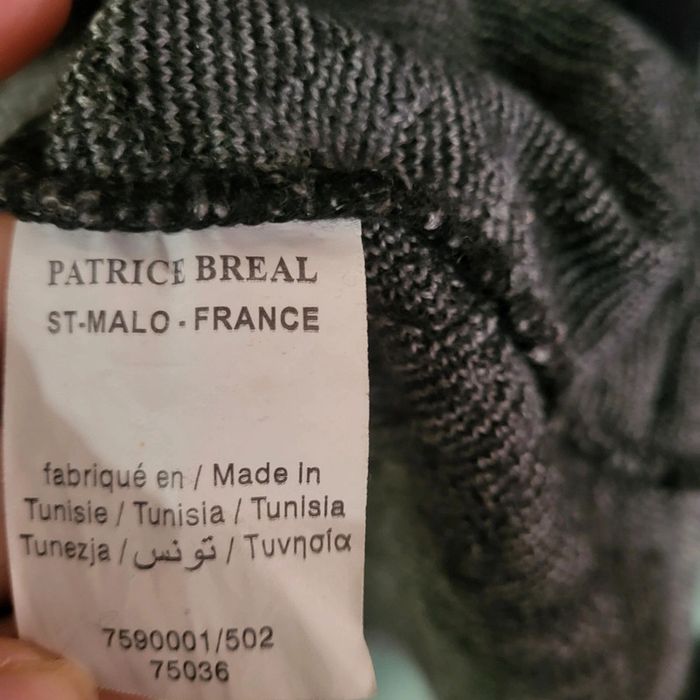 PATRICE BREAL
ST-MALO - FRANCE
fabriqué en / Made in
Tunisie / Tunisia / Tunisia
Tunezja / تونس / Τυνησία
7590001/502
75036